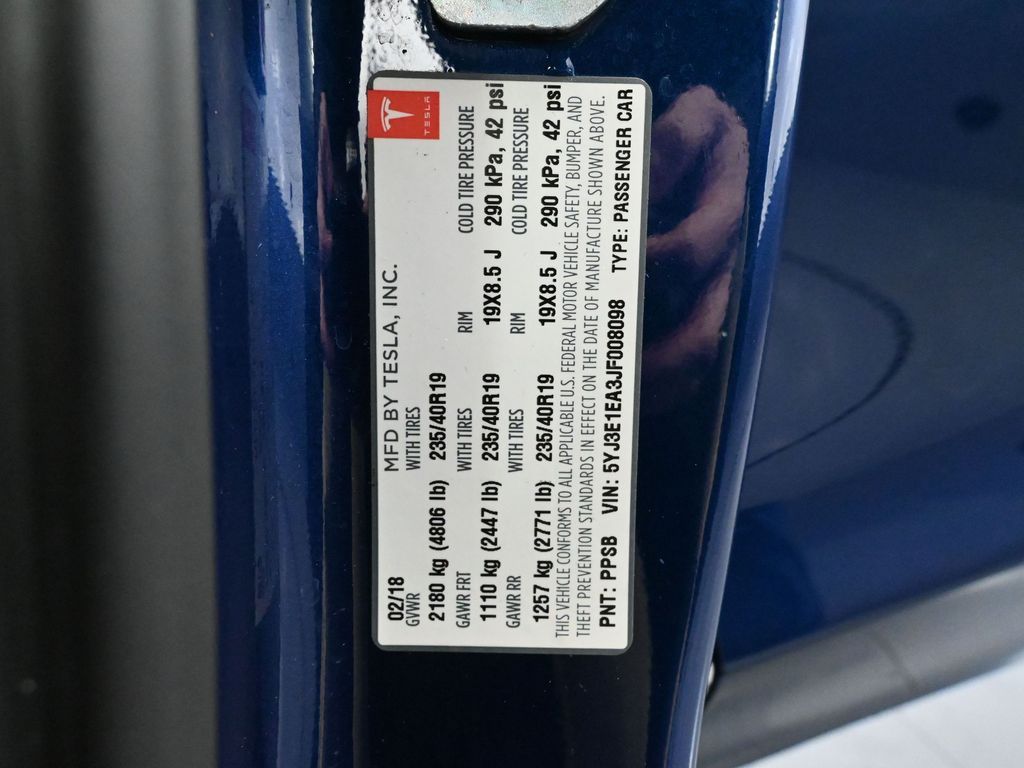 TESLA
MFD BY TESLA, INC.
02/18
GVWR WITH TIRES RIM COLD TIRE PRESSURE
2180 kg (4806 lb) 235/40R19 19X8.5 J 290 kPa, 42 psi
GAWR FRT WITH TIRES RIM COLD TIRE PRESSURE
1110 kg (2447 lb) 235/40R19 19X8.5 J 290 kPa, 42 psi
GAWR RR WITH TIRES
1257 kg (2771 lb) 235/40R19
THIS VEHICLE CONFORMS TO ALL APPLICABLE U.S. FEDERAL MOTOR VEHICLE SAFETY, BUMPER, AND
THEFT PREVENTION STANDARDS IN EFFECT ON THE DATE OF MANUFACTURE SHOWN ABOVE.
PNT: PPSB VIN: 5YJ3E1EA3JF008098 TYPE: PASSENGER CAR